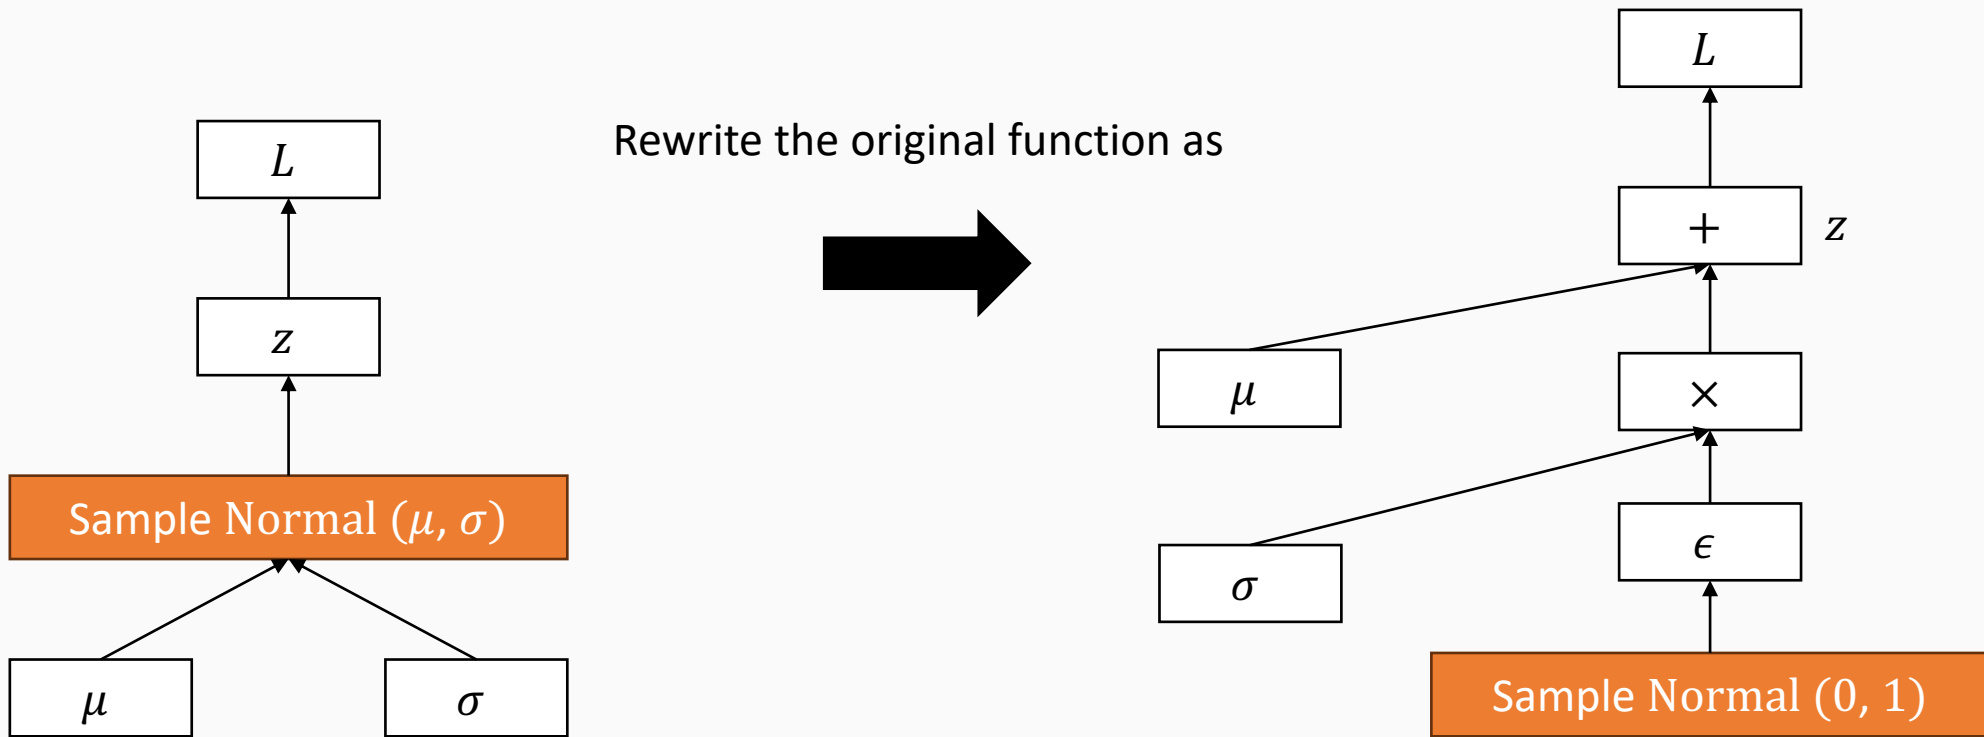 L
z
Sample Normal (μ, σ)
μ
σ
Rewrite the original function as
L
+
z
μ
×
σ
ϵ
Sample Normal (0, 1)